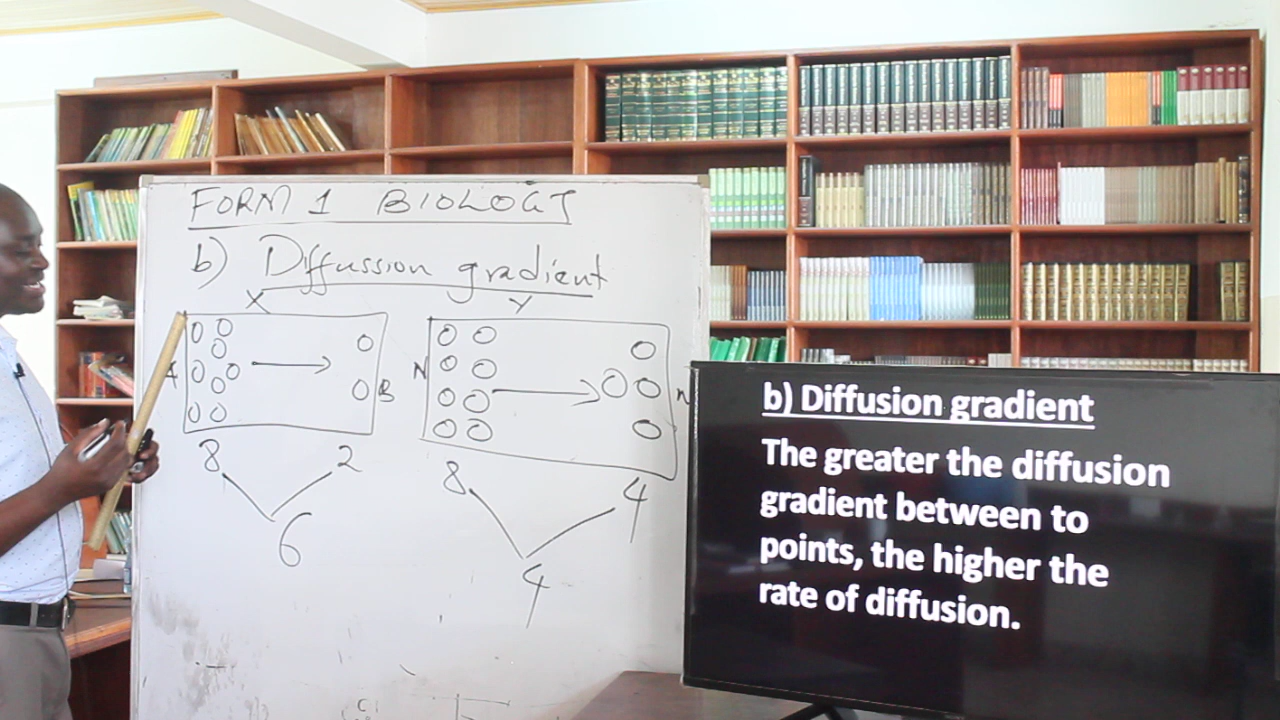 FORM 1 BIOLOGY
b) Diffussion gradient
X Y
A B N
8 2 8 4
6 4
b) Diffusion gradient
The greater the diffusion
gradient between to
points, the higher the
rate of diffusion.